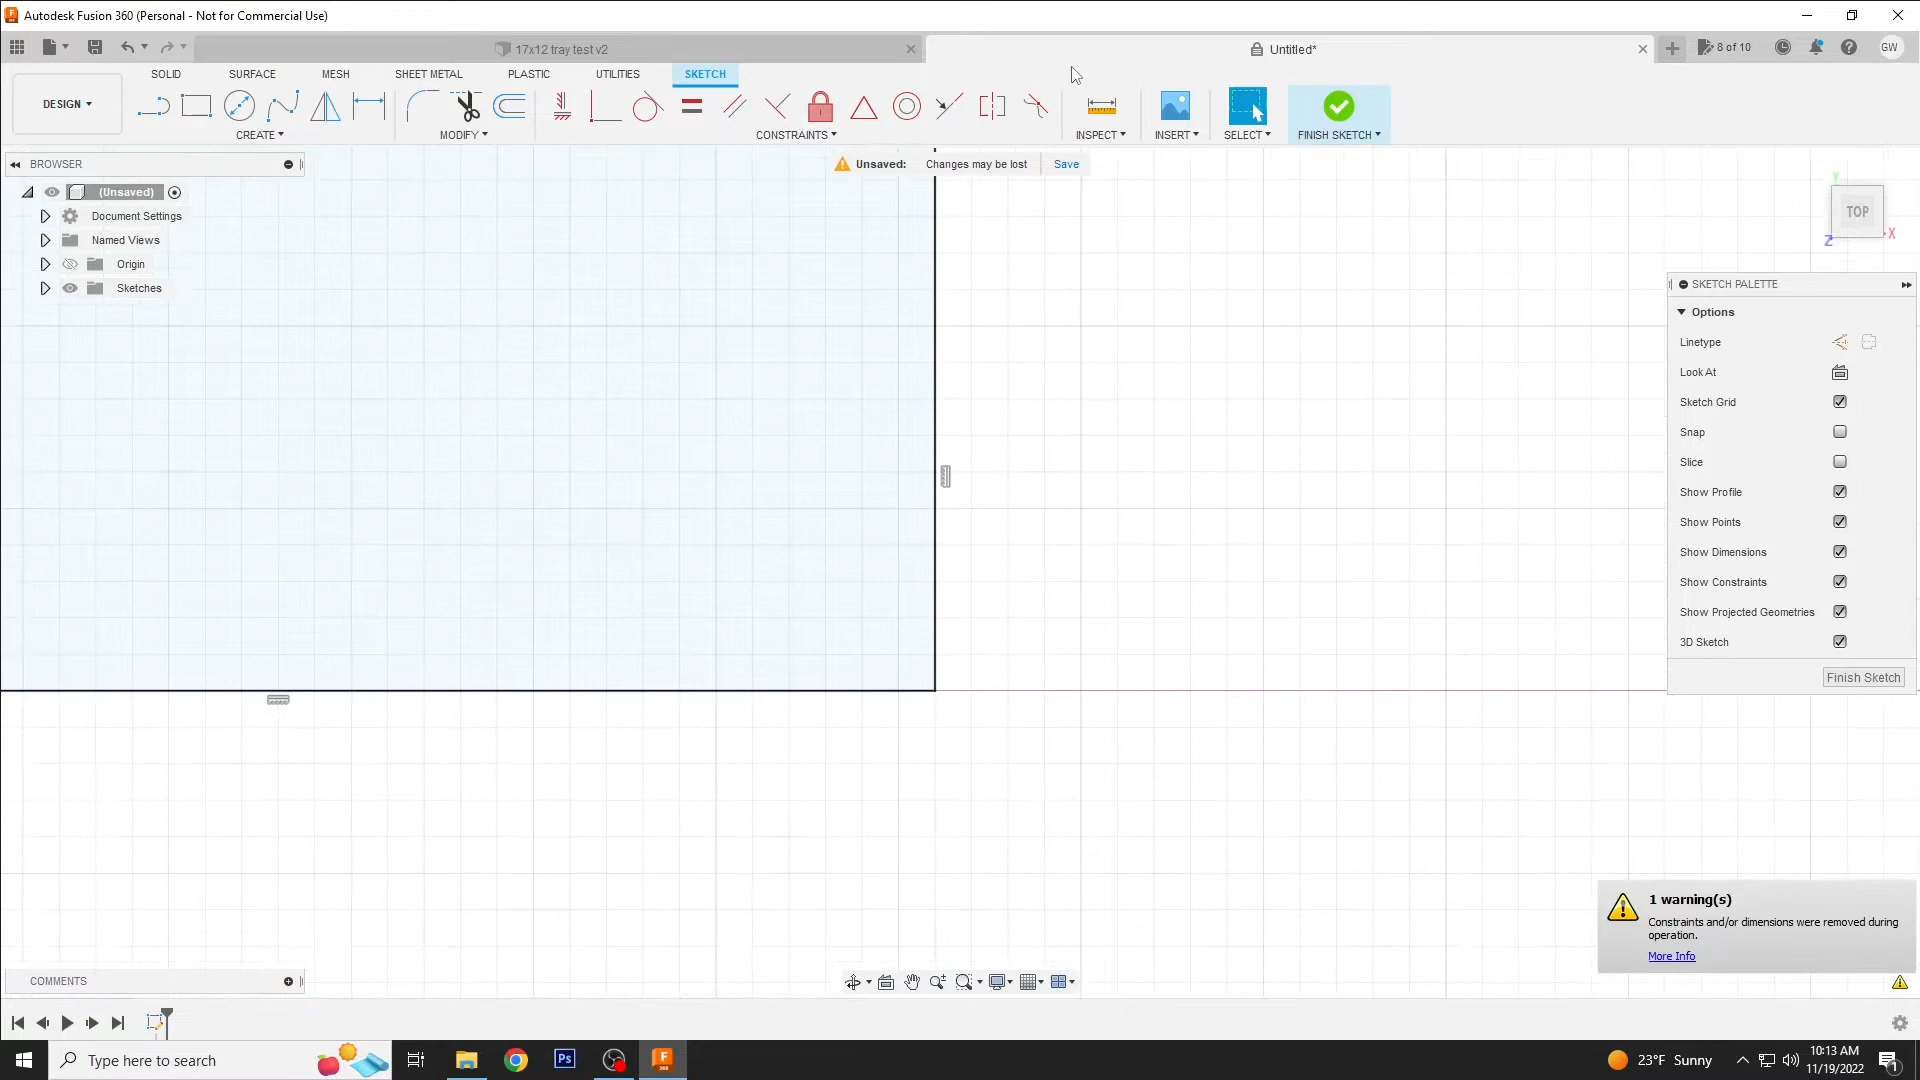 Autodesk Fusion 360 (Personal - Not for Commercial Use)
17x12 tray test v2
Untitled*
8 of 10
GW
SOLID SURFACE MESH SHEET METAL PLASTIC UTILITIES SKETCH
DESIGN
CREATE MODIFY CONSTRAINTS INSPECT INSERT SELECT FINISH SKETCH
BROWSER
Unsaved: Changes may be lost Save
(Unsaved)
Document Settings
Named Views
Origin
Sketches
Y
TOP
X
Z
SKETCH PALETTE
Options
Linetype
Look At
Sketch Grid
Snap
Slice
Show Profile
Show Points
Show Dimensions
Show Constraints
Show Projected Geometries
3D Sketch
Finish Sketch
1 warning(s)
Constraints and/or dimensions were removed during
operation.
More Info
COMMENTS
Type here to search
Ps
F
360
23°F Sunny
10:13 AM
11/19/2022
1